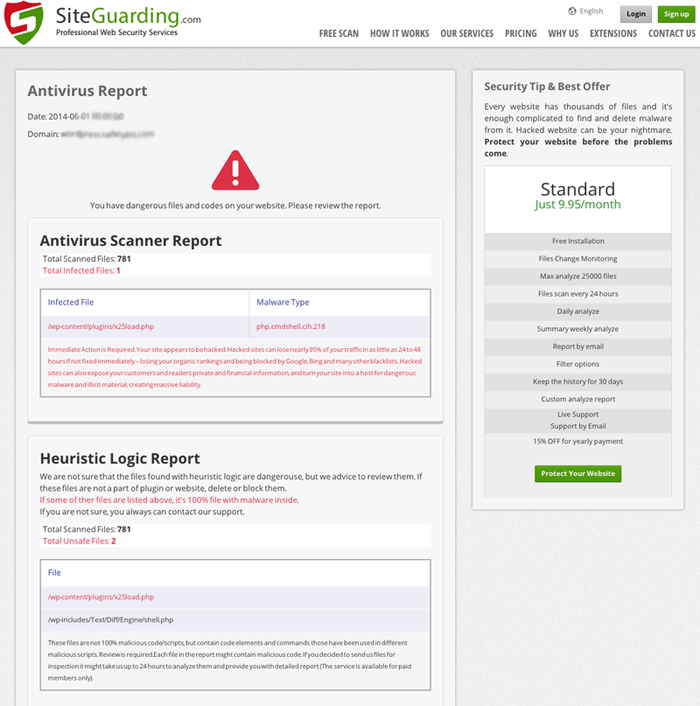 SiteGuarding.com
Professional Web Security Services
English
Login
Sign up
FREE SCAN HOW IT WORKS OUR SERVICES PRICING WHY US EXTENSIONS CONTACT US
Antivirus Report
Date: 2014-06-01
Domain:
You have dangerous files and codes on your website. Please review the report.
Antivirus Scanner Report
Total Scanned Files: 781
Total Infected Files: 1
Infected File Malware Type
/wp-content/plugins/x25load.php php.cmdshell.cih.218
Immediate Action is Required. Your site appears to be hacked. Hacked sites can lose nearly 95% of your traffic in as little as 24 to 48
hours if not fixed immediately – losing your organic rankings and being blocked by Google, Bing and many other blacklists. Hacked
sites can also expose your customers and readers private and financial information, and turn your site into a host for dangerous
malware and illicit material, creating massive liability.
Heuristic Logic Report
We are not sure that the files found with heuristic logic are dangerouse, but we advice to review them. If
these files are not a part of plugin or website, delete or block them.
If some of ther files are listed above, it's 100% file with malware inside.
If you are not sure, you always can contact our support.
Total Scanned Files: 781
Total Unsafe Files: 2
File
/wp-content/plugins/x25load.php
/wp-includes/Text/Diff/Engine/shell.php
These files are not 100% malicious code/scripts, but contain code elements and commands those have been used in different
malicious scripts. Review is required.Each file in the report might contain malicious code. If you decided to send us files for
inspection it might take us up to 24 hours to analyze them and provide you with detailed report (The service is available for paid
members only).
Security Tip & Best Offer
Every website has thousands of files and it's
enough complicated to find and delete malware
from it. Hacked website can be your nightmare.
Protect your website before the problems
come.
Standard
Just 9.95/month
Free Installation
Files Change Monitoring
Max analyze 25000 files
Files scan every 24 hours
Daily analyze
Summary weekly analyze
Report by email
Filter options
Keep the history for 30 days
Custom analyze report
Live Support
Support by Email
15% OFF for yearly payment
Protect Your Website